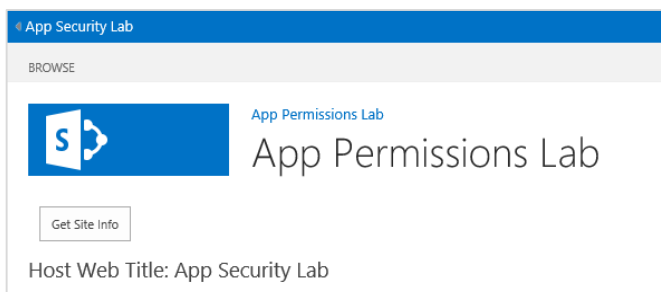 App Security Lab
BROWSE
S
App Permissions Lab
App Permissions Lab
Get Site Info
Host Web Title: App Security Lab